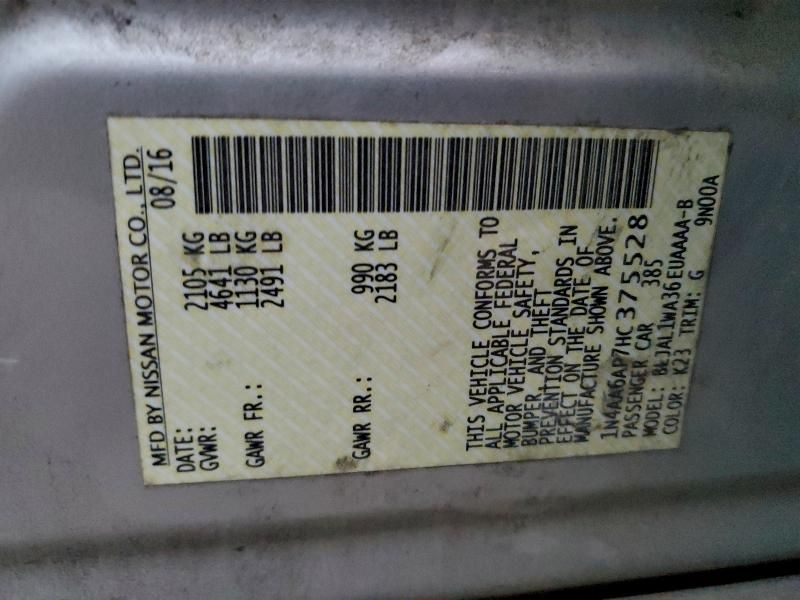 MFD BY NISSAN MOTOR CO., LTD.
DATE: 08/16
GVWR: 2105 KG
4641 LB
GAWR FR.: 1130 KG
2491 LB
GAWR RR.: 990 KG
2183 LB
THIS VEHICLE CONFORMS TO
ALL APPLICABLE FEDERAL
MOTOR VEHICLE SAFETY,
BUMPER, AND THEFT
PREVENTION STANDARDS IN
EFFECT ON THE DATE OF
MANUFACTURE SHOWN ABOVE.
1N4AA6AP7HC375528
PASSENGER CAR 385
MODEL: BKJAL1WA36EUAAAA-B
COLOR: K23 TRIM: G 9N00A